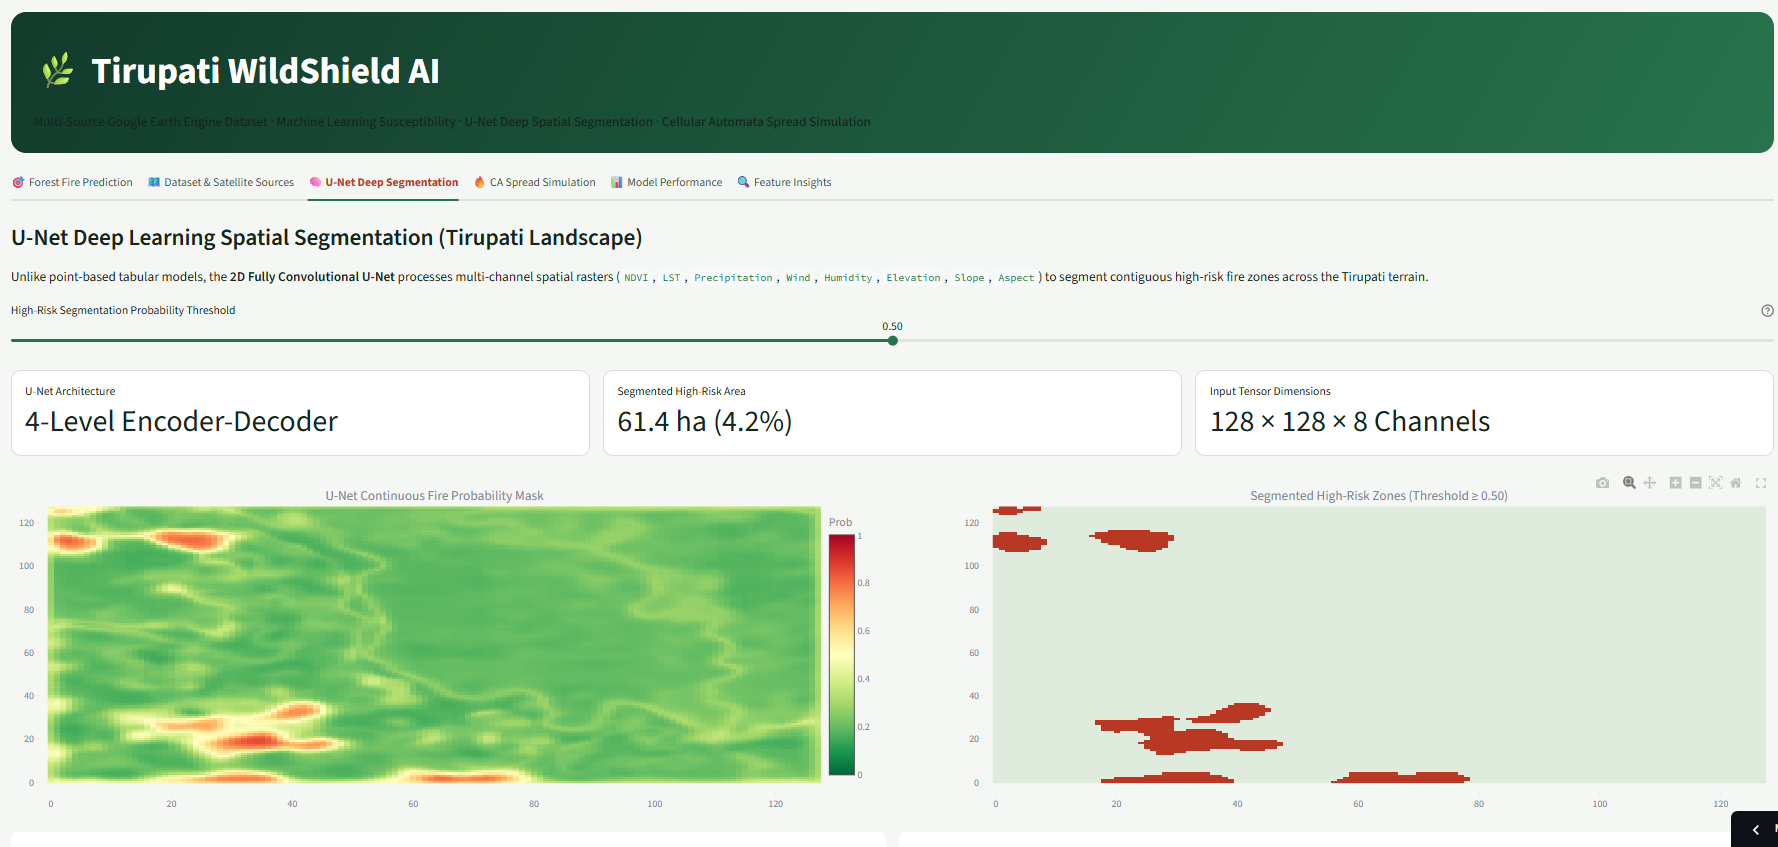 🌿 Tirupati WildShield AI
Multi-Source Google Earth Engine Dataset · Machine Learning Susceptibility · U-Net Deep Spatial Segmentation · Cellular Automata Spread Simulation
Forest Fire Prediction Dataset & Satellite Sources U-Net Deep Segmentation CA Spread Simulation Model Performance Feature Insights
U-Net Deep Learning Spatial Segmentation (Tirupati Landscape)
Unlike point-based tabular models, the 2D Fully Convolutional U-Net processes multi-channel spatial rasters ( NDVI , LST , Precipitation , Wind , Humidity , Elevation , Slope , Aspect ) to segment contiguous high-risk fire zones across the Tirupati terrain.
High-Risk Segmentation Probability Threshold
0.50
U-Net Architecture
4-Level Encoder-Decoder
Segmented High-Risk Area
61.4 ha (4.2%)
Input Tensor Dimensions
128 × 128 × 8 Channels
U-Net Continuous Fire Probability Mask
120
100
80
60
40
20
0
0 20 40 60 80 100 120
Prob
1
0.8
0.6
0.4
0.2
0
Segmented High-Risk Zones (Threshold ≥ 0.50)
120
100
80
60
40
20
0
0 20 40 60 80 100 120